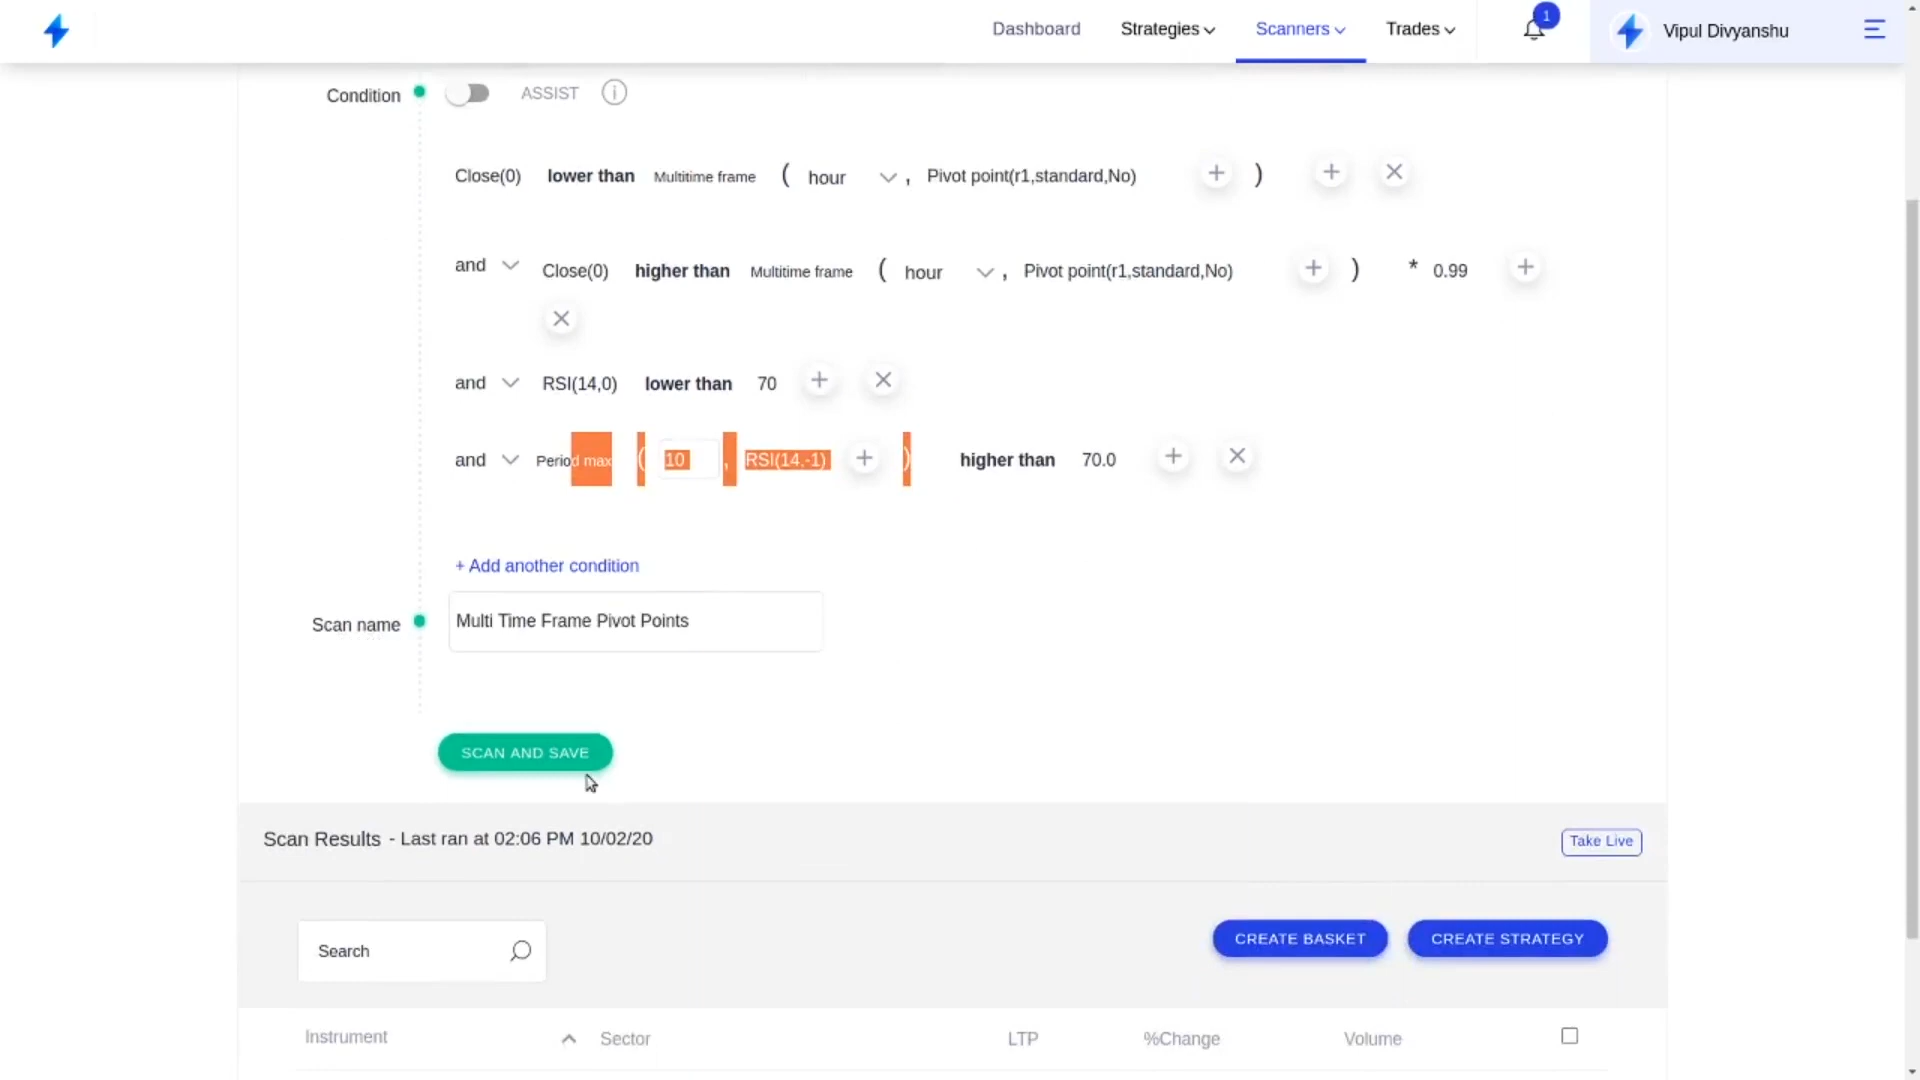 Dashboard Strategies Scanners Trades 1 Vipul Divyanshu
Condition ASSIST i
Close(0) lower than Multitime frame ( hour , Pivot point(r1,standard,No) + ) +
and Close(0) higher than Multitime frame ( hour , Pivot point(r1,standard,No) + ) * 0.99 +
and RSI(14,0) lower than 70 +
and Period max ( 10 , RSI(14,-1) + ) higher than 70.0 +
+ Add another condition
Scan name Multi Time Frame Pivot Points
SCAN AND SAVE
Scan Results - Last ran at 02:06 PM 10/02/20 Take Live
Search CREATE BASKET CREATE STRATEGY
Instrument Sector LTP %Change Volume